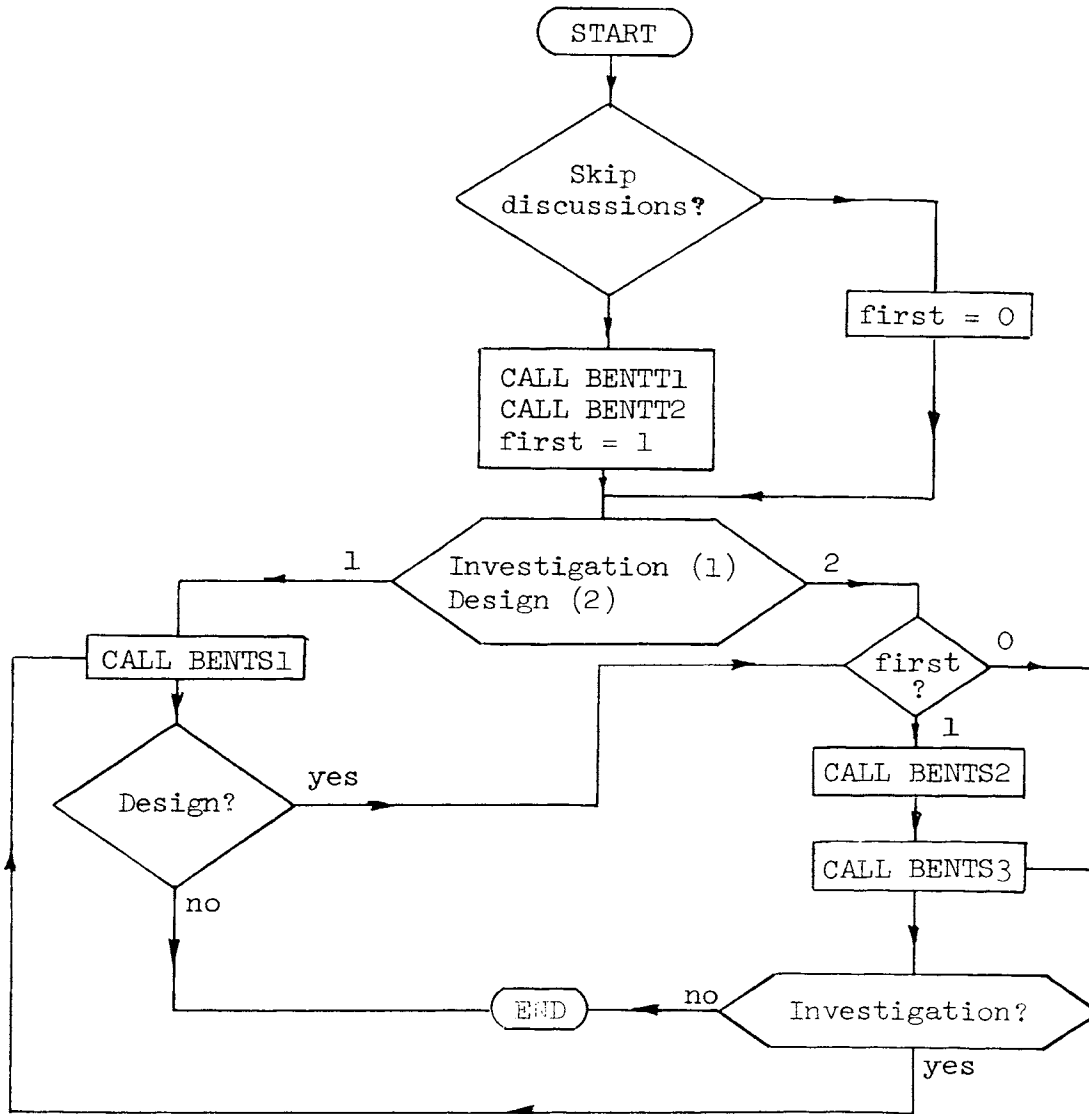 START
Skip
discussions?
first = 0
CALL BENTT1
CALL BENTT2
first = 1
1
Investigation (1)
Design (2)
2
CALL BENTS1
first
?
0
1
yes
Design?
CALL BENTS2
CALL BENTS3
no
END
no
Investigation?
yes